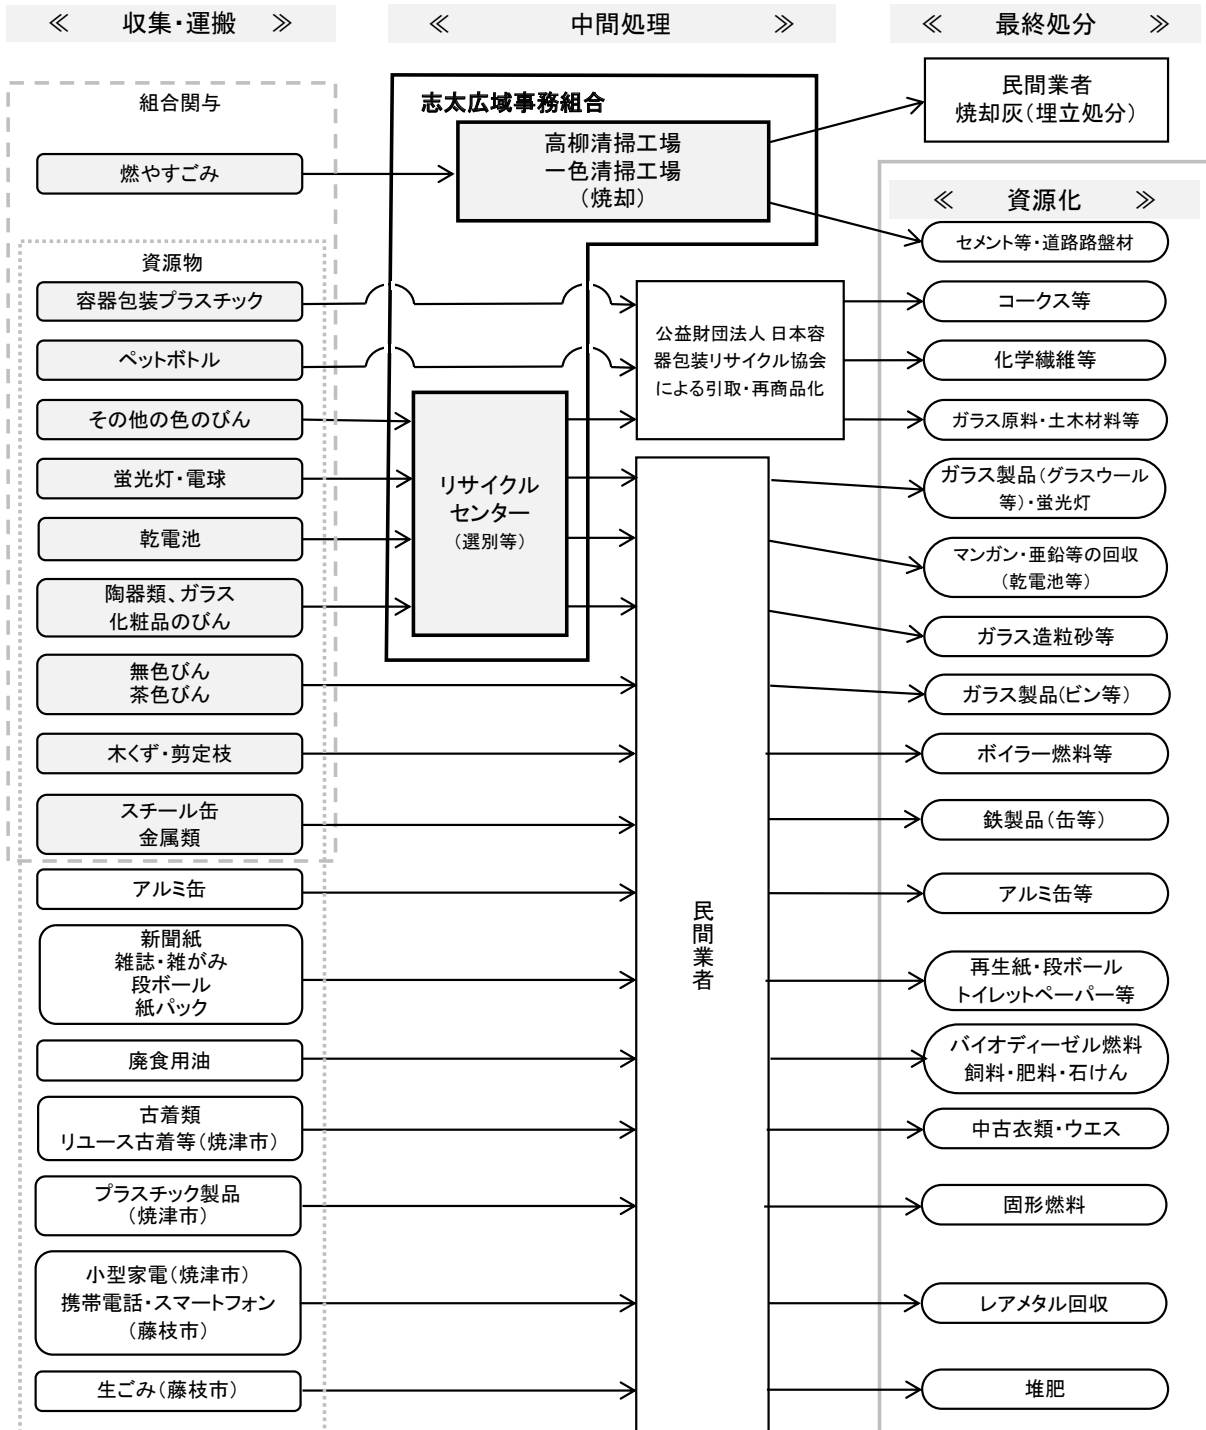 ≪ 収集・運搬 ≫
≪ 中間処理 ≫
≪ 最終処分 ≫
組合関与
燃やすごみ
資源物
容器包装プラスチック
ペットボトル
その他の色のびん
蛍光灯・電球
乾電池
陶器類、ガラス
化粧品のびん
無色びん
茶色びん
木くず・剪定枝
スチール缶
金属類
アルミ缶
新聞紙
雑誌・雑がみ
段ボール
紙パック
廃食用油
古着類
リユース古着等(焼津市)
プラスチック製品
(焼津市)
小型家電(焼津市)
携帯電話・スマートフォン
(藤枝市)
生ごみ(藤枝市)
志太広域事務組合
高柳清掃工場
一色清掃工場
(焼却)
リサイクル
センター
(選別等)
公益財団法人 日本容
器包装リサイクル協会
による引取・再商品化
民間業者
民間業者
焼却灰(埋立処分)
≪ 資源化 ≫
セメント等・道路路盤材
コークス等
化学繊維等
ガラス原料・土木材料等
ガラス製品(グラスウール
等)・蛍光灯
マンガン・亜鉛等の回収
(乾電池等)
ガラス造粒砂等
ガラス製品(ビン等)
ボイラー燃料等
鉄製品(缶等)
アルミ缶等
再生紙・段ボール
トイレットペーパー等
バイオディーゼル燃料
飼料・肥料・石けん
中古衣類・ウエス
固形燃料
レアメタル回収
堆肥